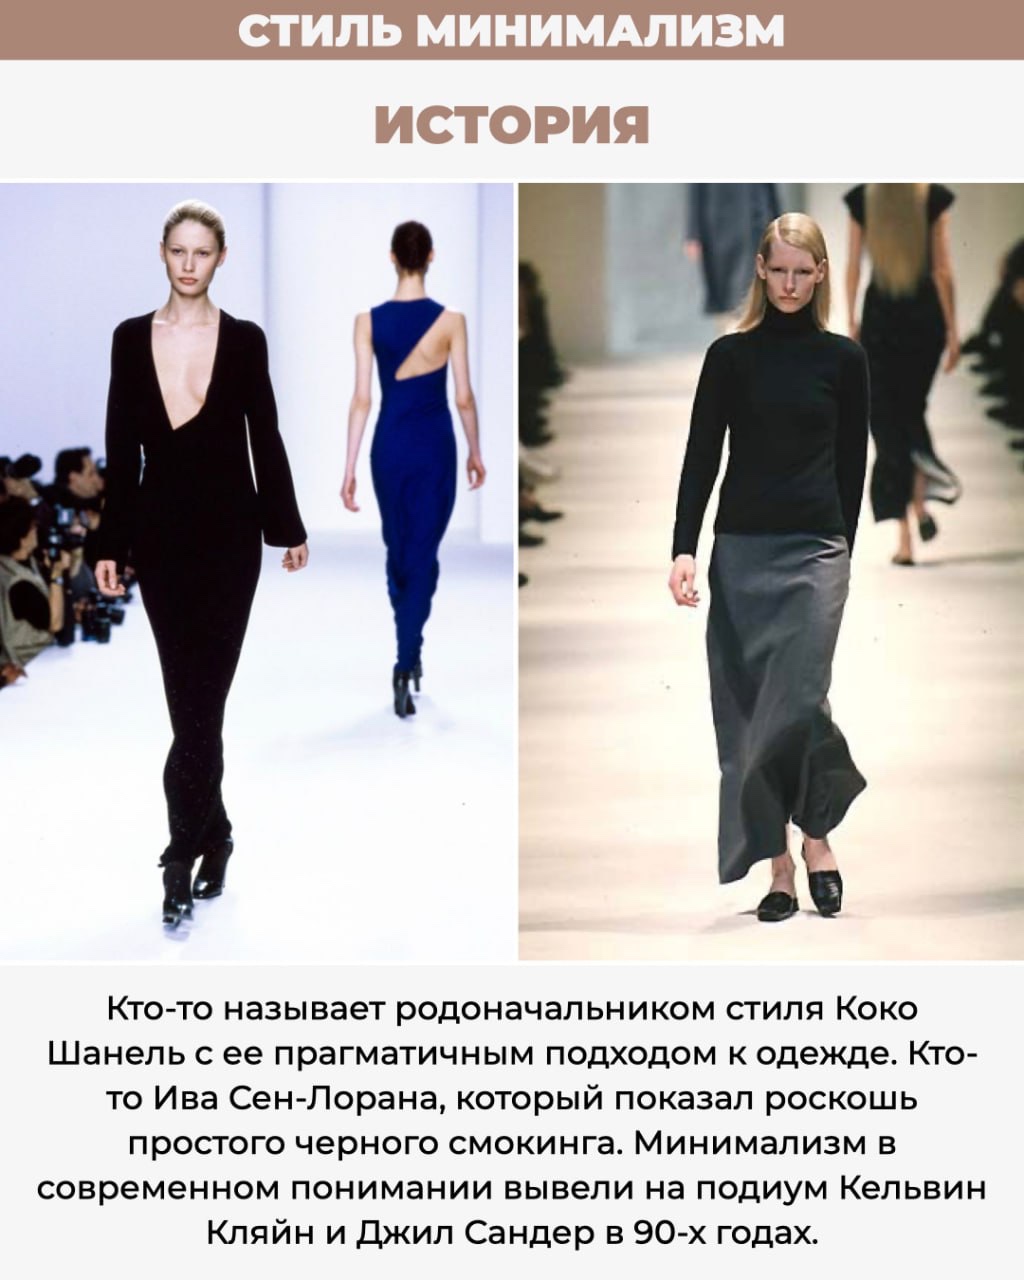 СТИЛЬ МИНИМАЛИЗМ
ИСТОРИЯ
Кто-то называет родоначальником стиля Коко
Шанель с ее прагматичным подходом к одежде. Кто-
то Ива Сен-Лорана, который показал роскошь
простого черного смокинга. Минимализм в
современном понимании вывели на подиум Кельвин
Кляйн и Джил Сандер в 90-х годах.